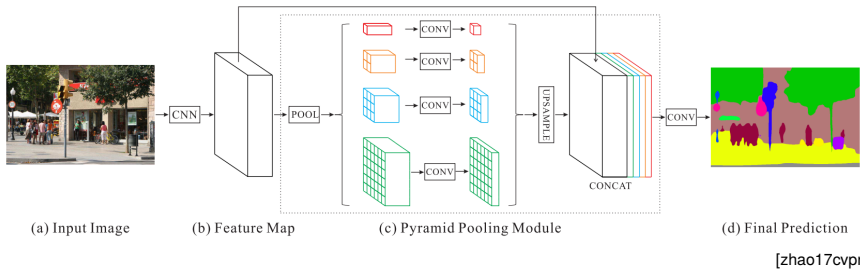 CONV
CONV
CONV
CONV
CNN
POOL
UPSAMPLE
CONCAT
CONV
(a) Input Image
(b) Feature Map
(c) Pyramid Pooling Module
(d) Final Prediction
[zhao17cvpr